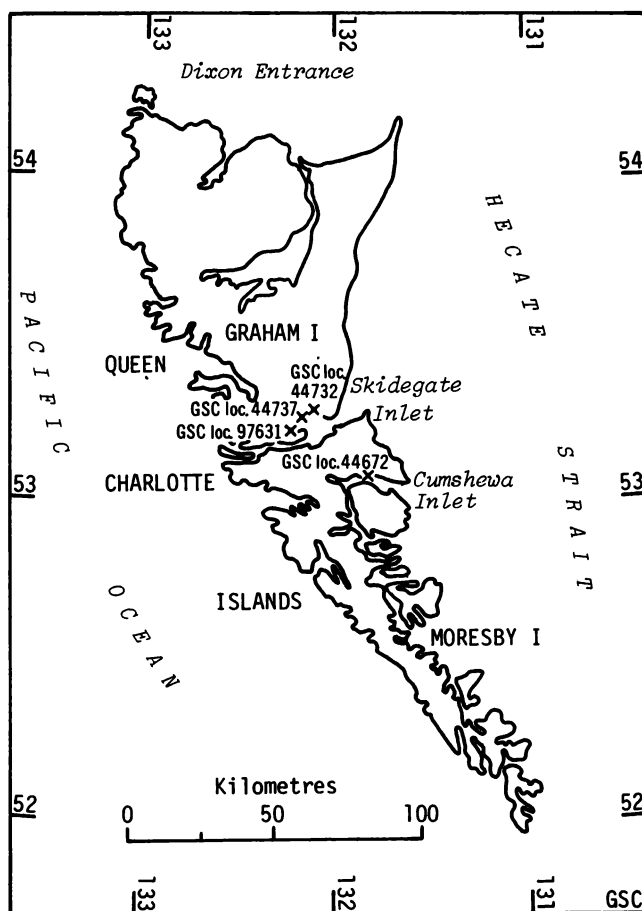 133 132 131
Dixon Entrance
54 54
HECATE
PACIFIC
GRAHAM I
QUEEN
GSC loc.
44732
Skidegate
Inlet
GSC loc. 44737
GSC loc. 97631
GSC loc. 44672
CHARLOTTE
Cumshewa
Inlet
53 53
STRAIT
ISLANDS
OCEAN
MORESBY I
Kilometres
0 50 100
52 52
133 132 131
GSC